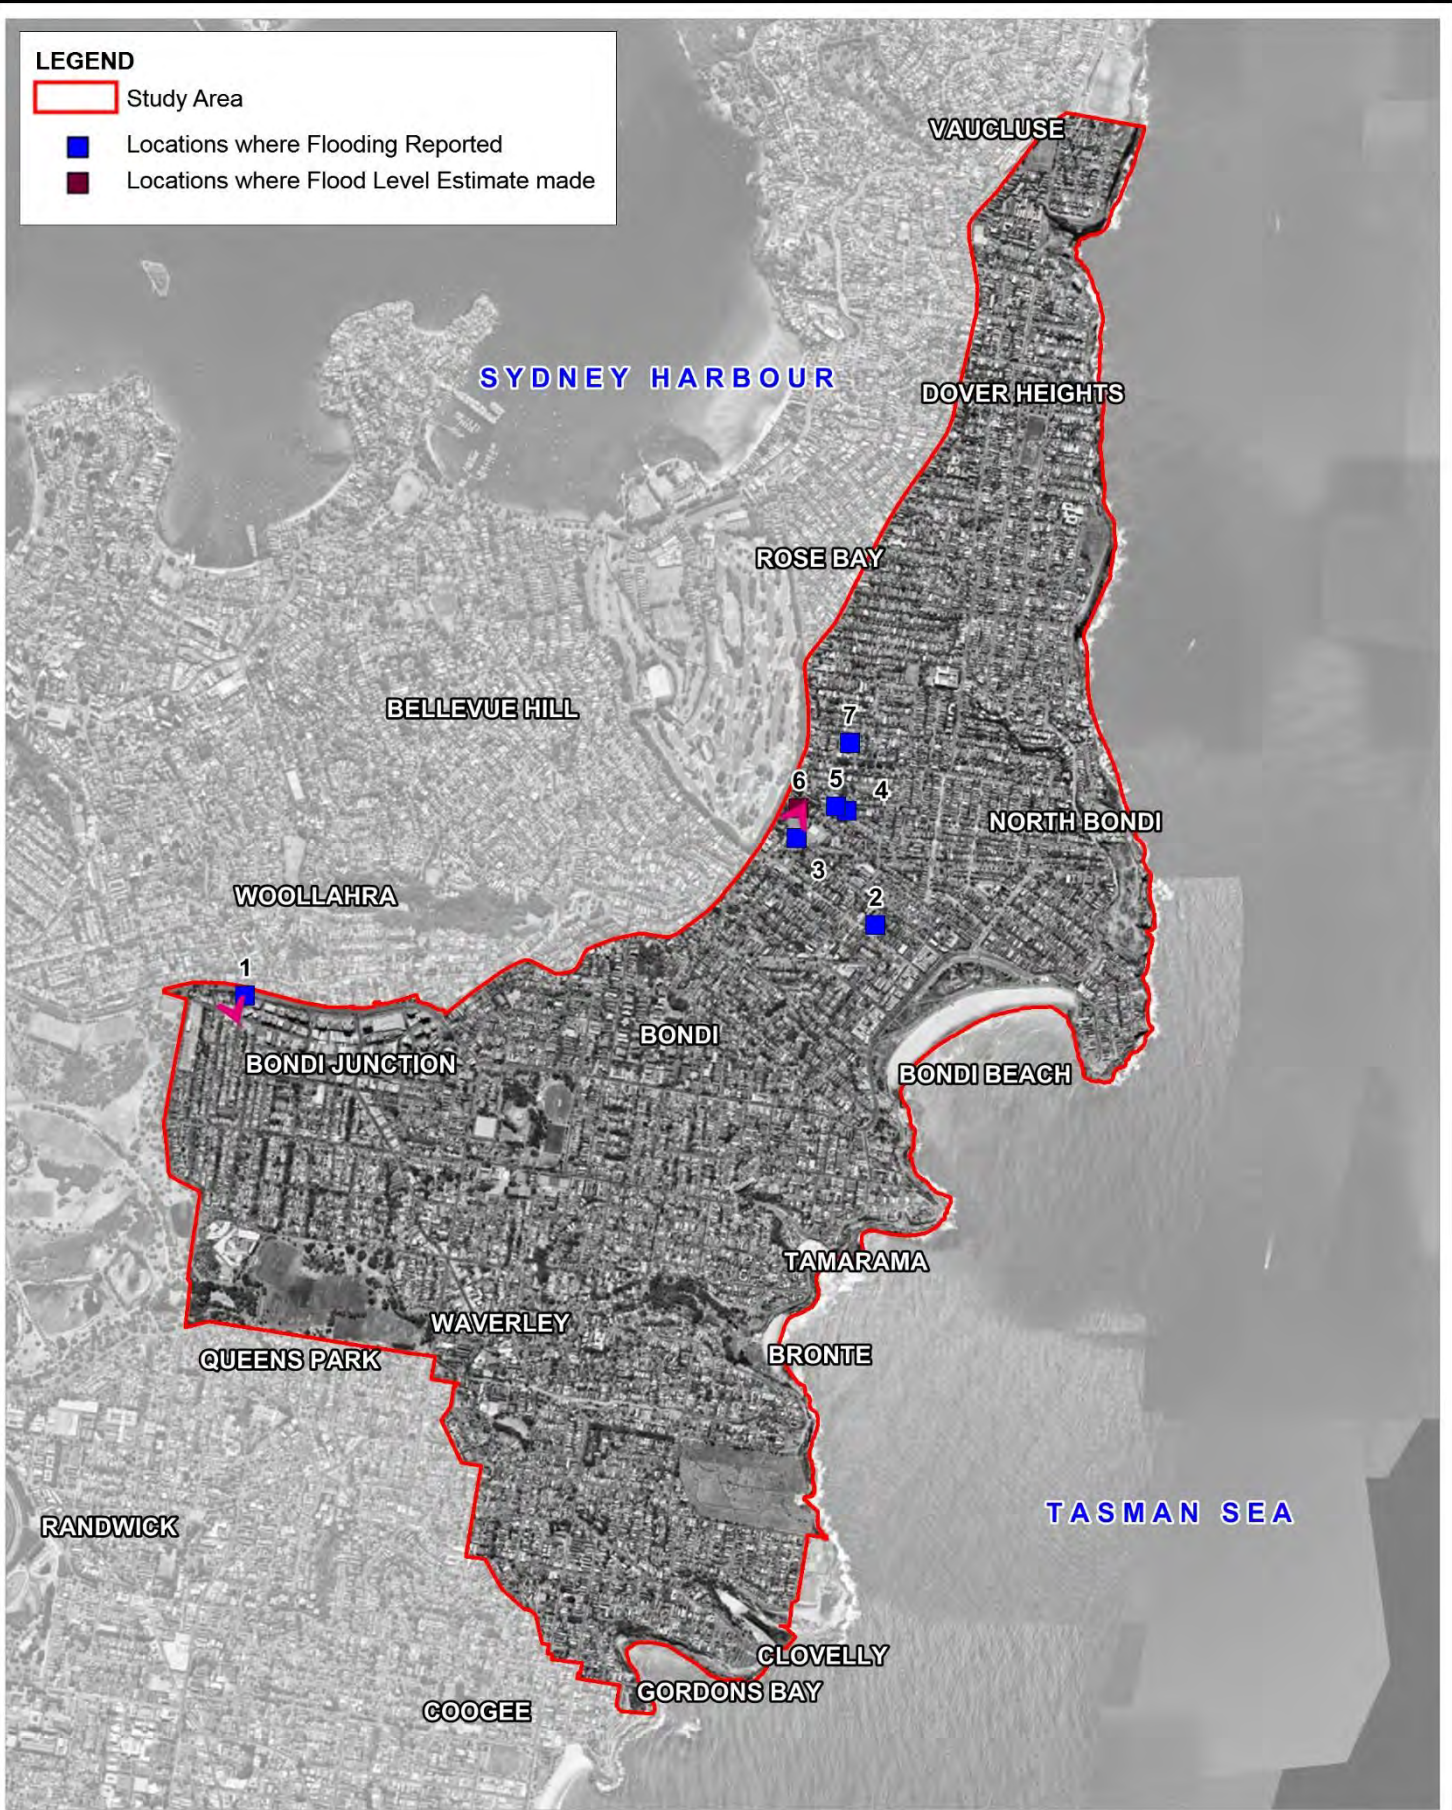 LEGEND
Study Area
Locations where Flooding Reported
Locations where Flood Level Estimate made
VAUCLUSE
SYDNEY HARBOUR
DOVER HEIGHTS
ROSE BAY
BELLEVUE HILL
7
6
5
4
NORTH BONDI
3
2
WOOLLAHRA
1
BONDI
BONDI JUNCTION
BONDI BEACH
TAMARAMA
WAVERLEY
BRONTE
QUEENS PARK
TASMAN SEA
RANDWICK
CLOVELLY
GORDONS BAY
COOGEE